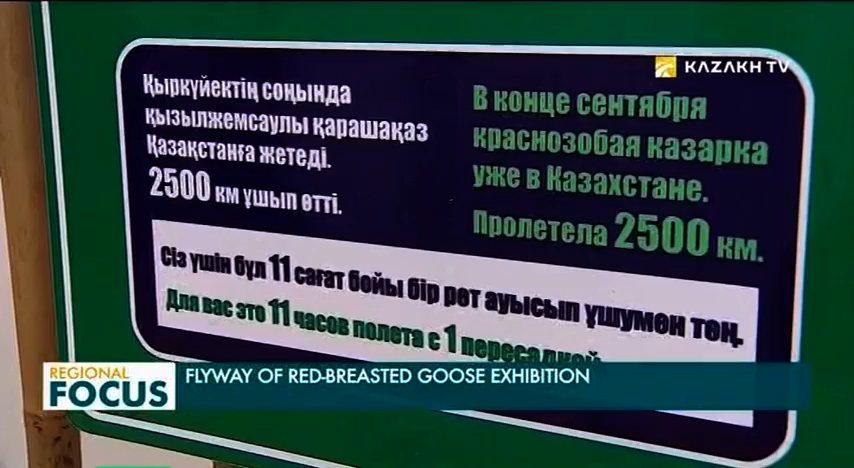 KAZAKH TV
Қыркүйектің соңында
қызылжемсаулы қарашақаз
Қазақстанға жетеді.
2500 км ұшып өтті.
В конце сентября
краснозобая казарка
уже в Казахстане.
Пролетела 2500 км.
Сіз үшін бұл 11 сағат бойы бір рет ауысып ұшумен тең.
Для вас это 11 часов полета с 1 пересадкой.
REGIONAL
FOCUS
FLYWAY OF RED-BREASTED GOOSE EXHIBITION